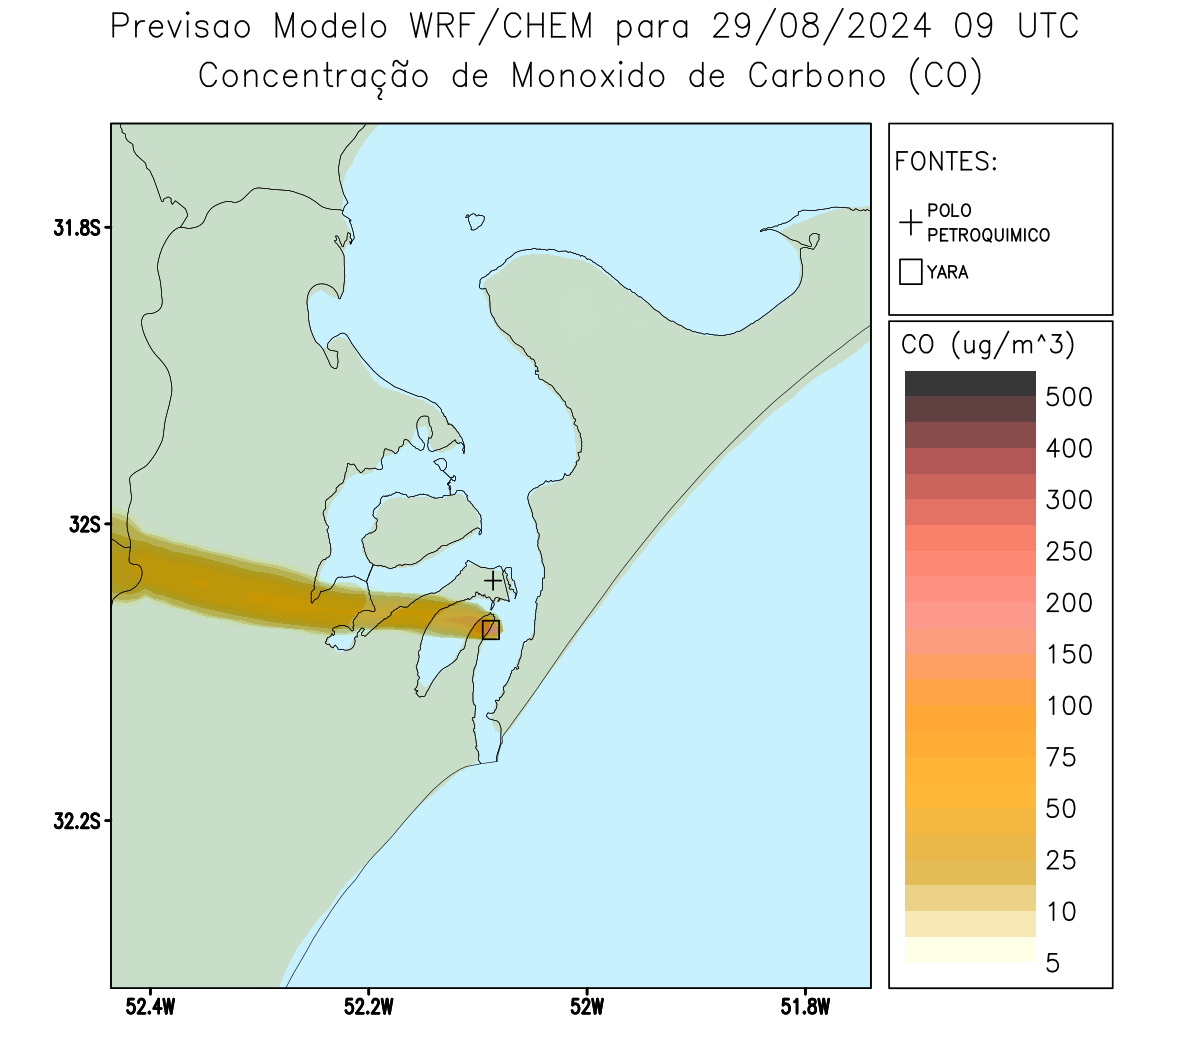 Previsao Modelo WRF/CHEM para 29/08/2024 09 UTC
Concentração de Monoxido de Carbono (CO)
FONTES:
POLO
PETROQUIMICO
YARA
CO (ug/m^3)
500
400
300
250
200
150
100
75
50
25
10
5
31.8S
32S
32.2S
52.4W
52.2W
52W
51.8W